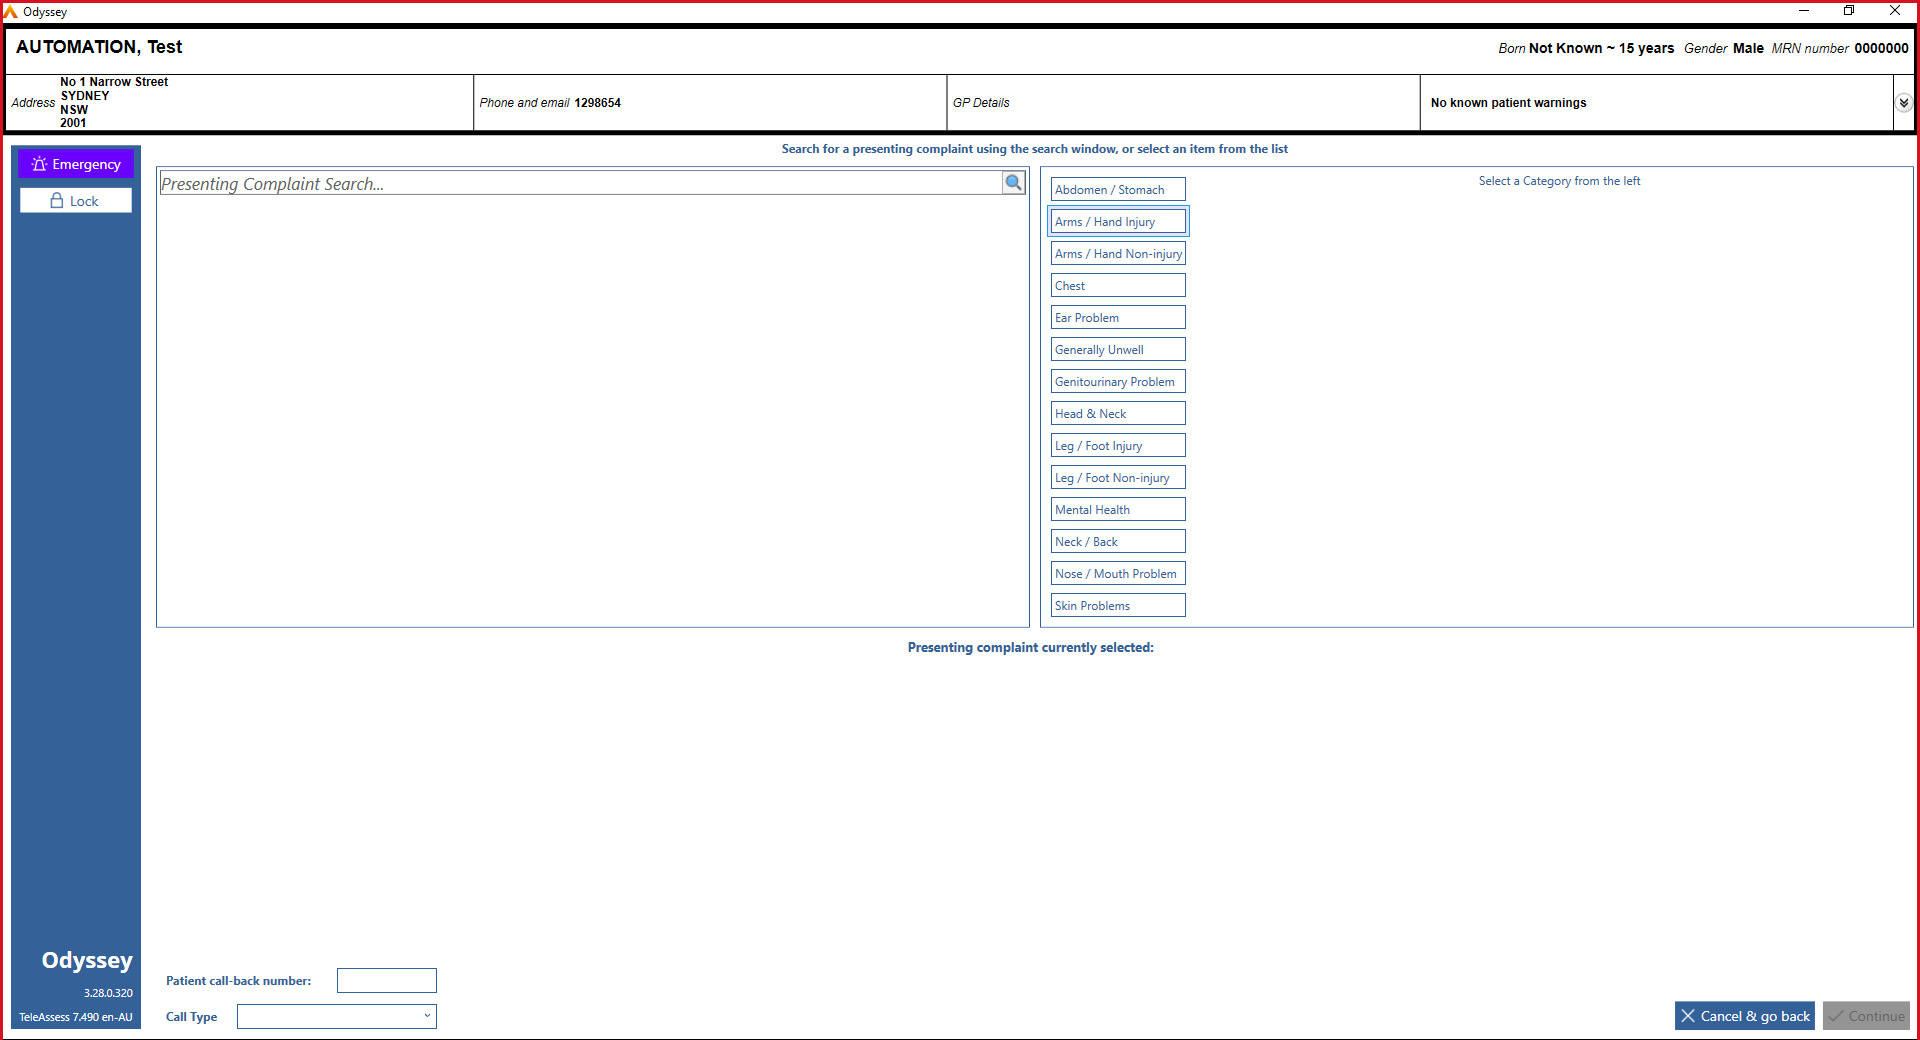 Odyssey
AUTOMATION, Test
Born Not Known ~ 15 years Gender Male MRN number 0000000
Address
No 1 Narrow Street
SYDNEY
NSW
2001
Phone and email 1298654
GP Details
No known patient warnings
Emergency
Lock
Search for a presenting complaint using the search window, or select an item from the list
Presenting Complaint Search...
Abdomen / Stomach
Arms / Hand Injury
Arms / Hand Non-injury
Chest
Ear Problem
Generally Unwell
Genitourinary Problem
Head & Neck
Leg / Foot Injury
Leg / Foot Non-injury
Mental Health
Neck / Back
Nose / Mouth Problem
Skin Problems
Select a Category from the left
Presenting complaint currently selected:
Odyssey
3.28.0.320
TeleAssess 7.490 en-AU
Patient call-back number:
Call Type
Cancel & go back
Continue